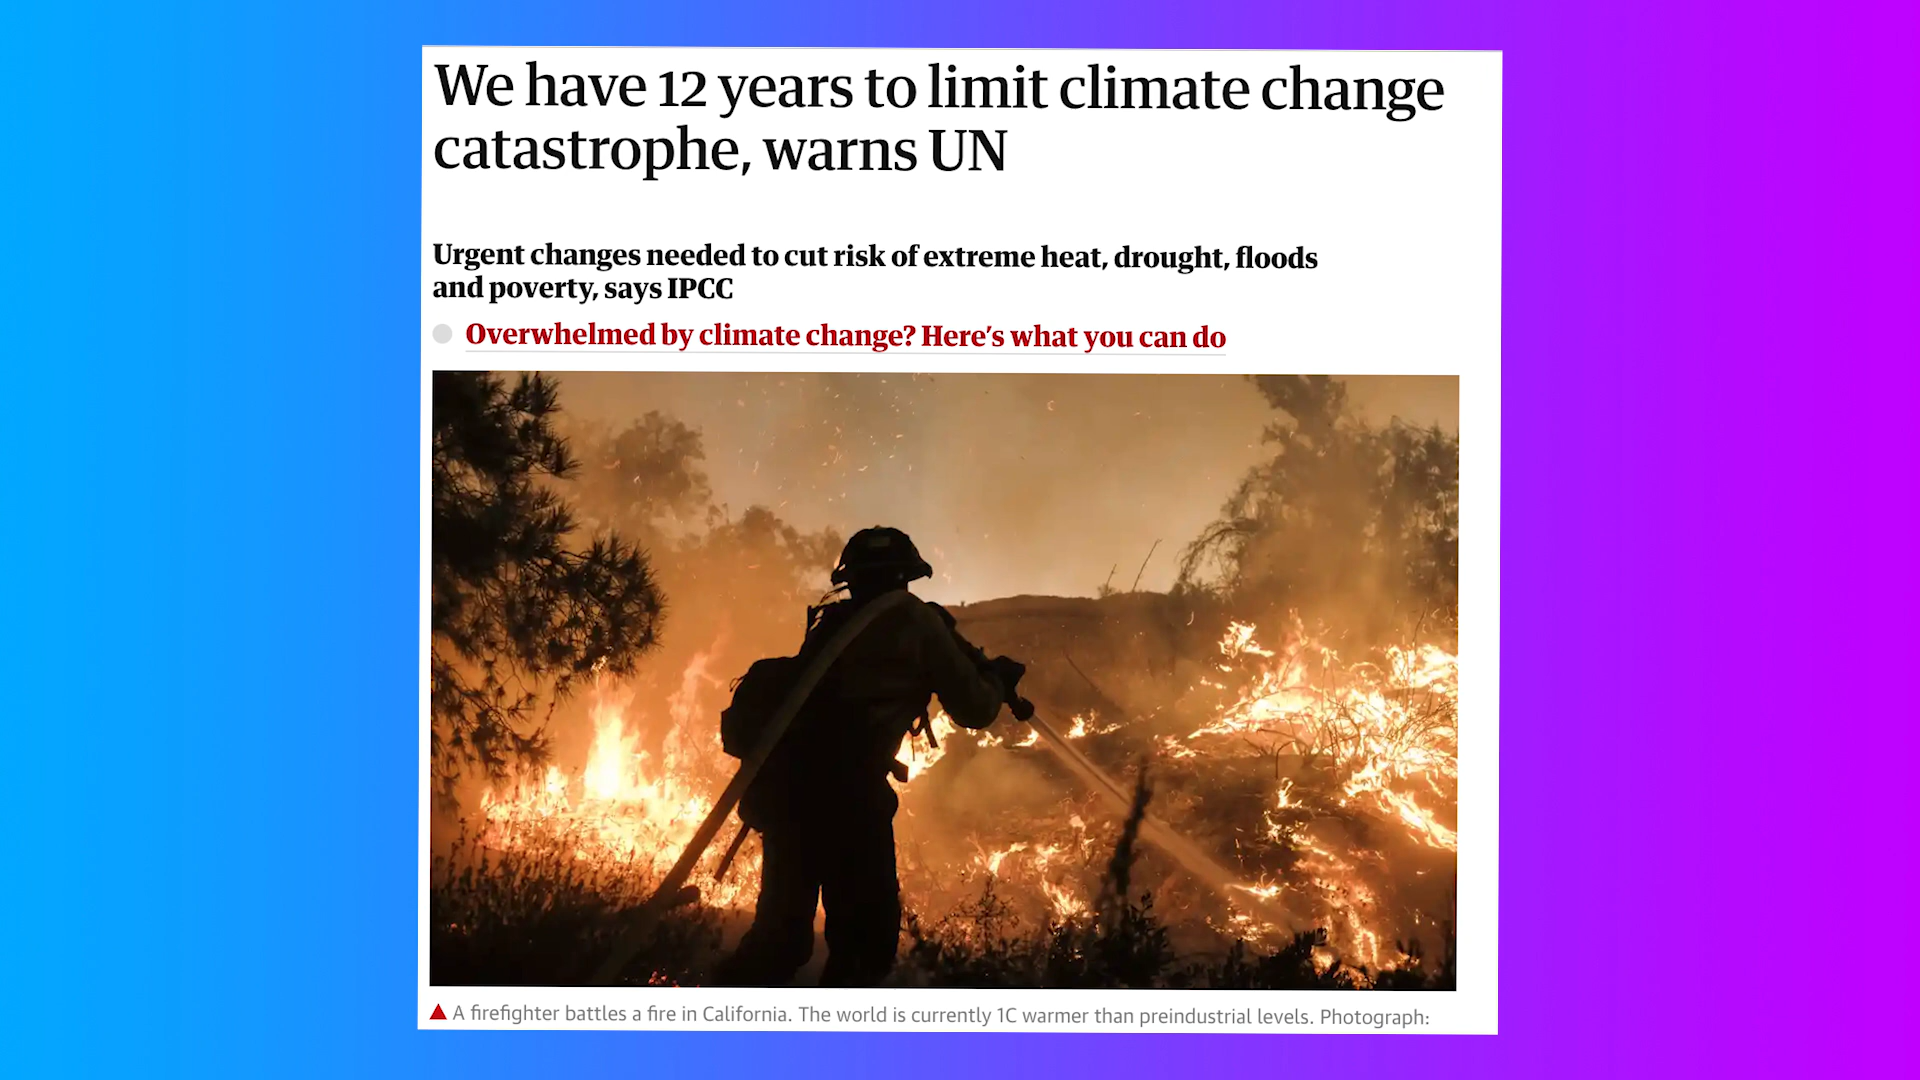 We have 12 years to limit climate change
catastrophe, warns UN
Urgent changes needed to cut risk of extreme heat, drought, floods
and poverty, says IPCC
Overwhelmed by climate change? Here’s what you can do
A firefighter battles a fire in California. The world is currently 1C warmer than preindustrial levels. Photograph: